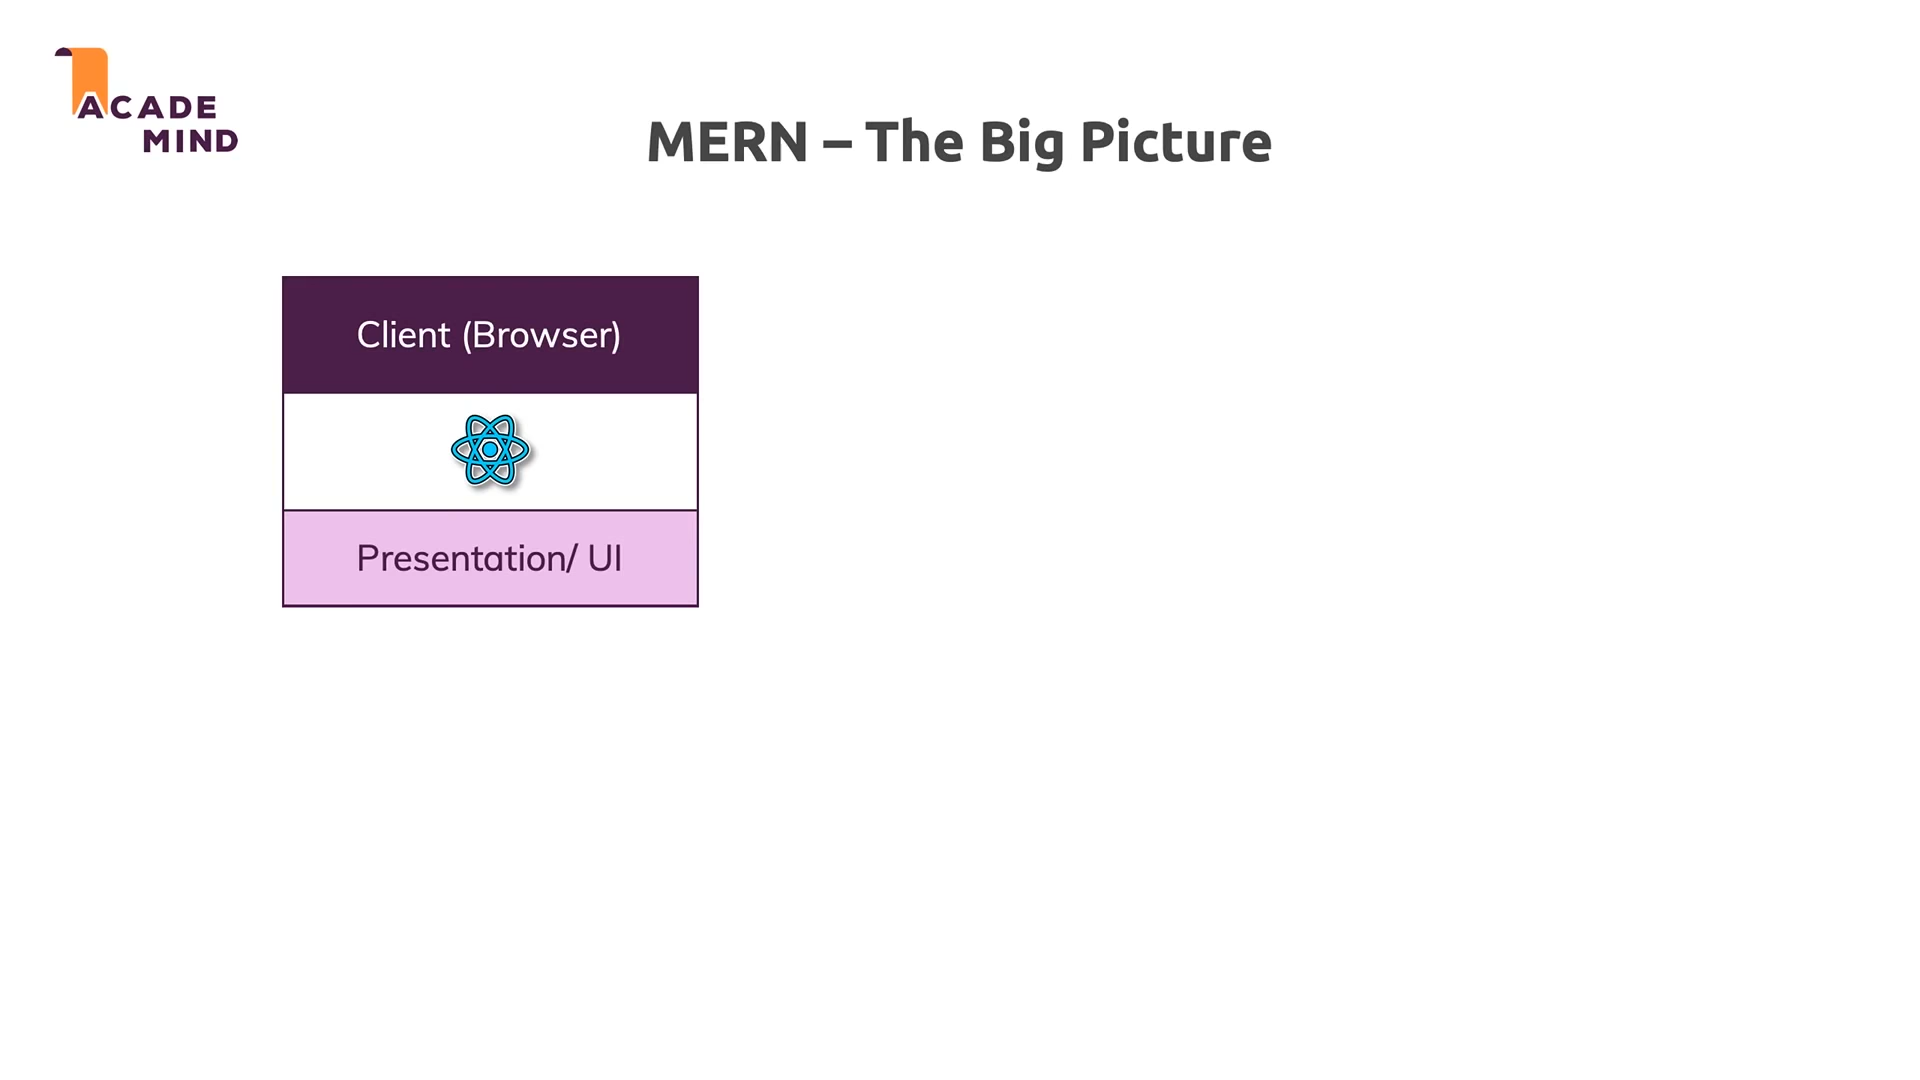 ACADE
MIND
MERN – The Big Picture
Client (Browser)
Presentation/ UI